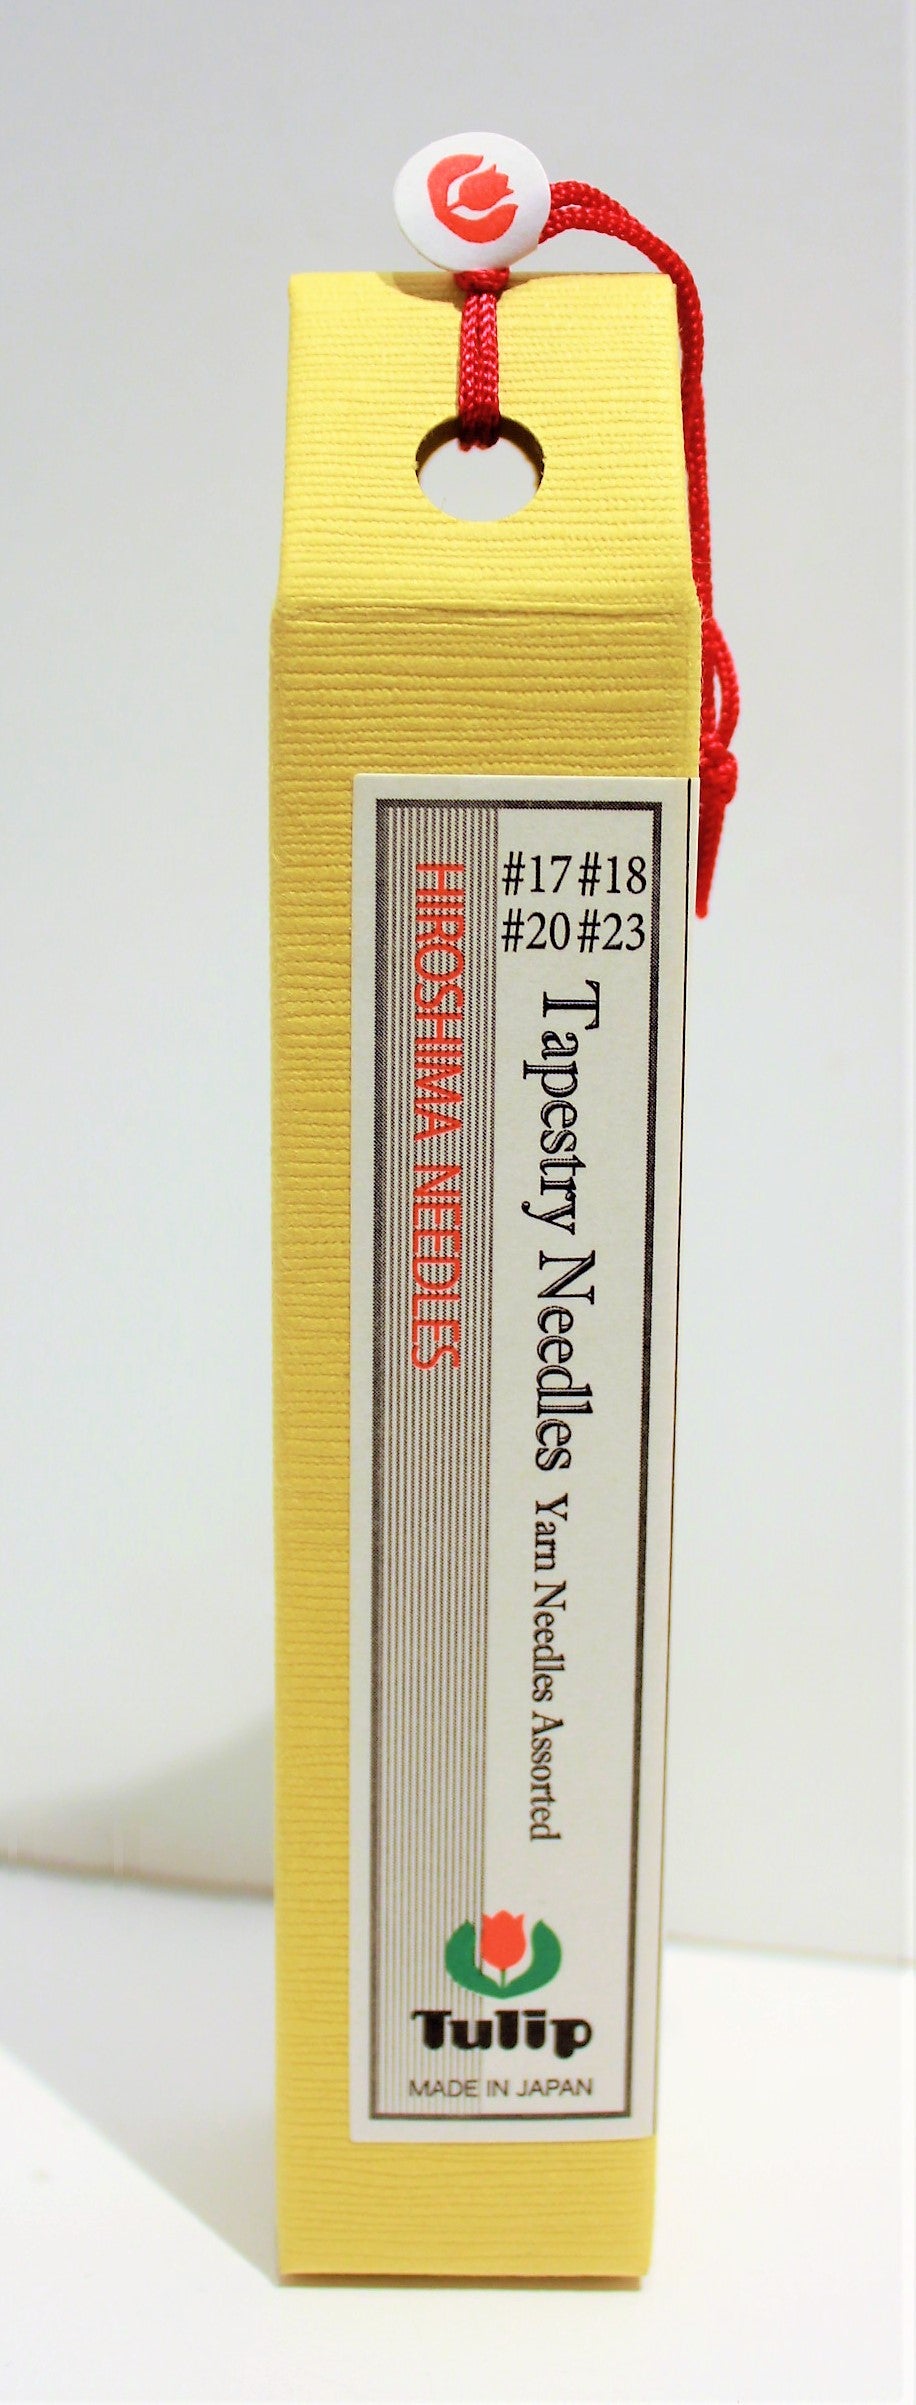 #17 #18
#20 #23
Tapestry Needles Yarn Needles Assorted
HIROSHIMA NEEDLES
Tulip
MADE IN JAPAN